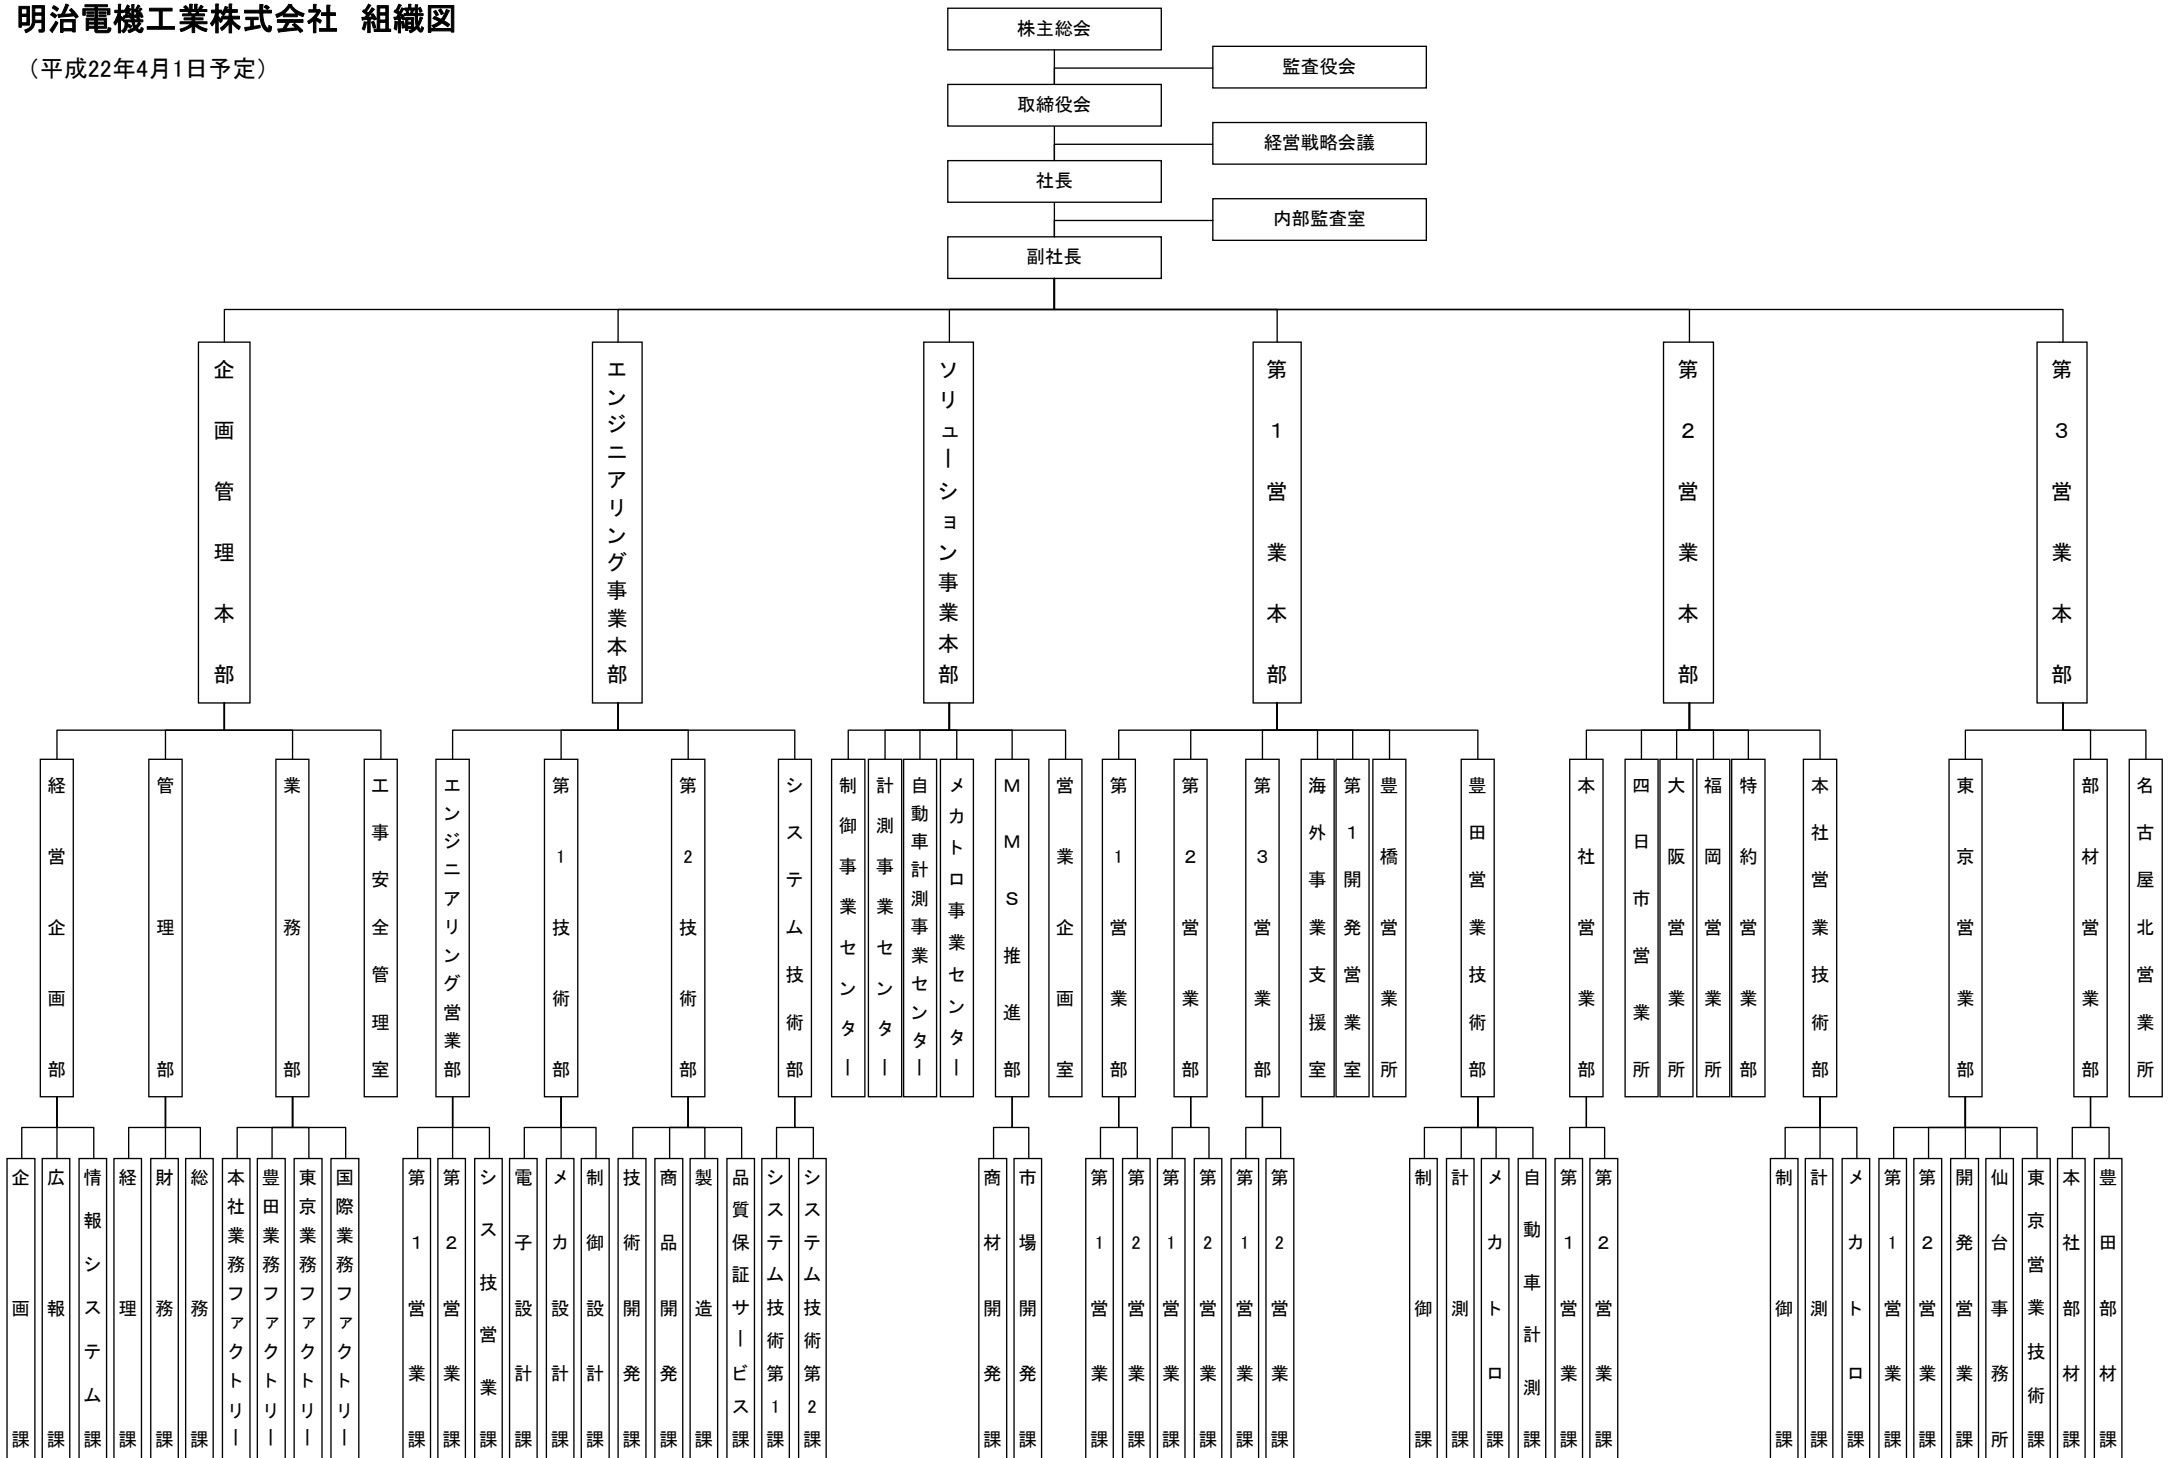 明治電機工業株式会社　組織図
（平成22年4月1日予定）
株主総会
監査役会
取締役会
経営戦略会議
社長
内部監査室
副社長
企画管理本部
エンジニアリング事業本部
ソリューション事業本部
第１営業本部
第２営業本部
第３営業本部
経営企画部
管理部
業務部
工事安全管理室
エンジニアリング営業部
第1技術部
第2技術部
システム技術部
制御事業センター
計測事業センター
自動車計測事業センター
メカトロ事業センター
ＭＭＳ推進部
営業企画室
第1営業部
第２営業部
第３営業部
海外事業支援室
第１開発営業室
豊橋営業所
豊田営業技術部
本社営業部
四日市営業所
大阪営業所
福岡営業所
特約営業部
本社営業技術部
東京営業部
部材営業部
名古屋北営業所
企画課
広報課
情報システム課
経理課
財務課
総務課
本社業務ファクトリー
豊田業務ファクトリー
東京業務ファクトリー
国際業務ファクトリー
第１営業課
第２営業課
シス技営業課
電子設計課
メカ設計課
制御設計課
技術開発課
商品開発課
製造課
品質保証サービス課
システム技術第1課
システム技術第2課
商材開発課
市場開発課
第1営業課
第2営業課
第1営業課
第2営業課
第1営業課
第2営業課
制御課
計測課
メカトロ課
自動車計測課
第１営業課
第２営業課
制御課
計測課
メカトロ課
第１営業課
第２営業課
開発営業課
仙台事務所
東京営業技術課
本社部材課
豊田部材課